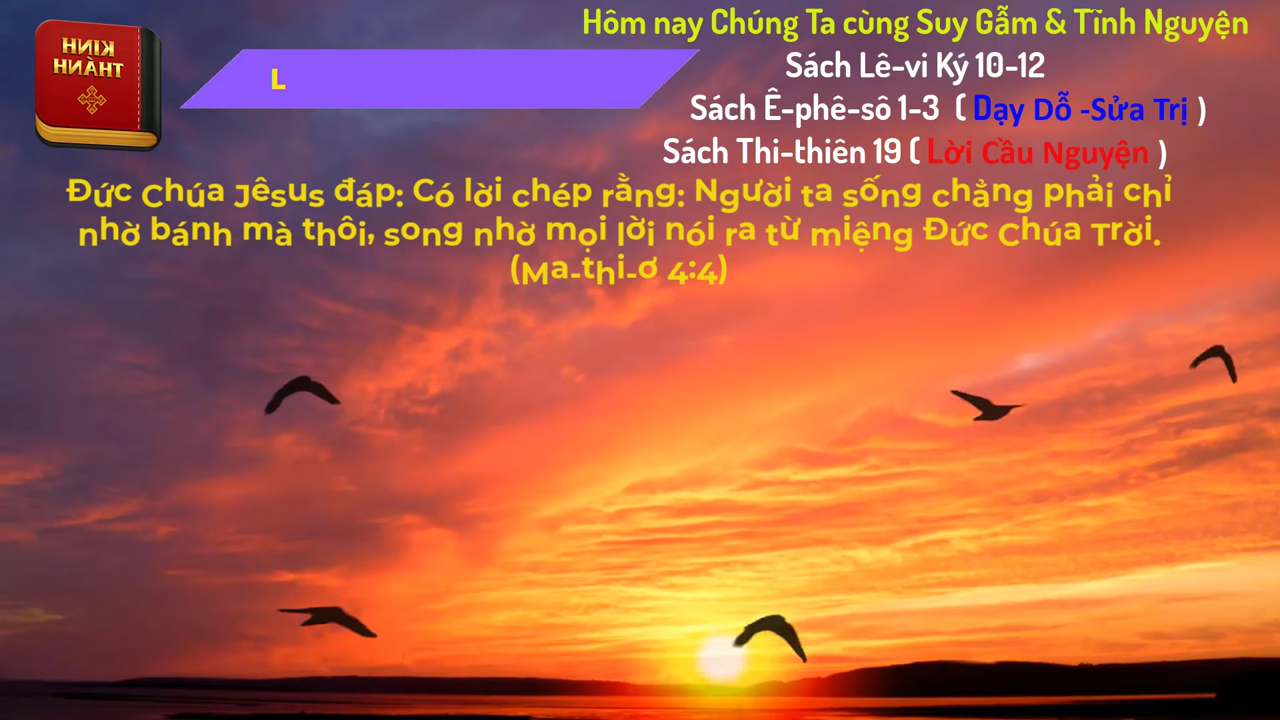 Hôm nay Chúng Ta cùng Suy Gẫm & Tĩnh Nguyện
KINH
THÁNH
L
Sách Lê-vi Ký 10-12
Sách Ê-phê-sô 1-3 ( Dạy Dỗ -Sửa Trị )
Sách Thi-thiên 19 ( Lời Cầu Nguyện )
Đức Chúa Jêsus đáp: Có lời chép rằng: Người ta sống chẳng phải chỉ
nhờ bánh mà thôi, song nhờ mọi lời nói ra từ miệng Đức Chúa Trời.
(Ma-thi-ơ 4:4)